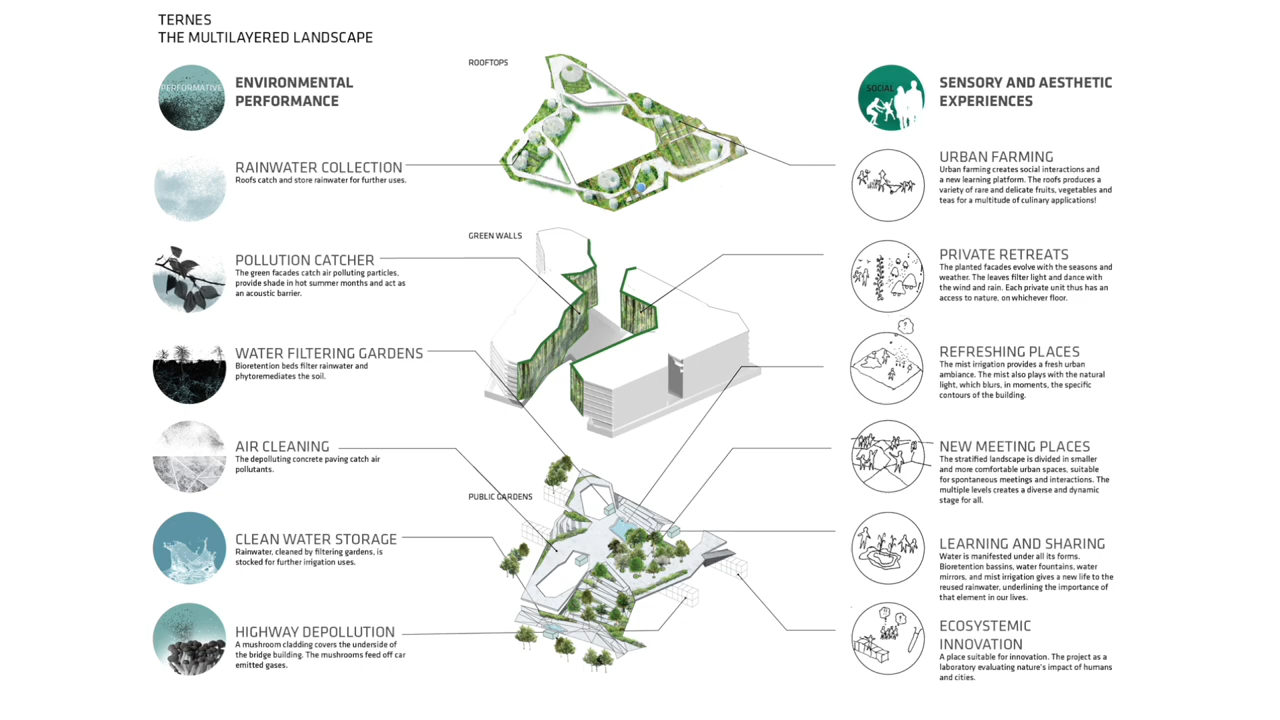 TERNES
THE MULTILAYERED LANDSCAPE
PERFORMATIVE
ENVIRONMENTAL
PERFORMANCE
RAINWATER COLLECTION
Roofs catch and store rainwater for further uses.
POLLUTION CATCHER
The green facades catch air polluting particles,
provide shade in hot summer months and act as
an acoustic barrier.
WATER FILTERING GARDENS
Bioretention beds filter rainwater and
phytoremediates the soil.
AIR CLEANING
The depolluting concrete paving catch air
pollutants.
CLEAN WATER STORAGE
Rainwater, cleaned by filtering gardens, is
stocked for further irrigation uses.
HIGHWAY DEPOLLUTION
A mushroom cladding covers the underside of
the bridge building. The mushrooms feed off car
emitted gases.
ROOFTOPS
GREEN WALLS
PUBLIC GARDENS
SOCIAL
SENSORY AND AESTHETIC
EXPERIENCES
URBAN FARMING
Urban farming creates social interactions and
a new learning platform. The roofs produces a
variety of rare and delicate fruits, vegetables and
teas for a multitude of culinary applications!
PRIVATE RETREATS
The planted facades evolve with the seasons and
weather. The leaves filter light and dance with
the wind and rain. Each private unit thus has an
access to nature, on whichever floor.
?
REFRESHING PLACES
The mist irrigation provides a fresh urban
ambiance. The mist also plays with the natural
light, which blurs, in moments, the specific
contours of the building.
NEW MEETING PLACES
The stratified landscape is divided in smaller
and more comfortable urban spaces, suitable
for spontaneous meetings and interactions. The
multiple levels creates a diverse and dynamic
stage for all.
LEARNING AND SHARING
Water is manifested under all its forms.
Bioretention bassins, water fountains, water
mirrors, and mist irrigation gives a new life to the
reused rainwater, underlining the importance of
that element in our lives.
ECOSYSTEMIC
INNOVATION
A place suitable for innovation. The project as a
laboratory evaluating nature's impact of humans
and cities.